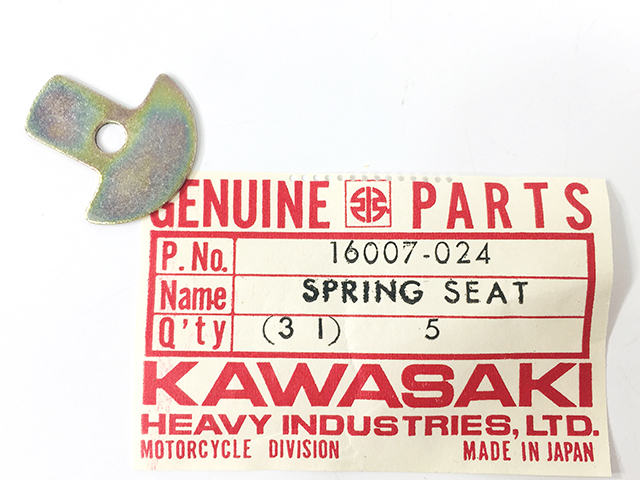 GENUINE PARTS
P. No. 16007-024
Name SPRING SEAT
Q'ty (3 1) 5
KAWASAKI
HEAVY INDUSTRIES, LTD.
MOTORCYCLE DIVISION MADE IN JAPAN